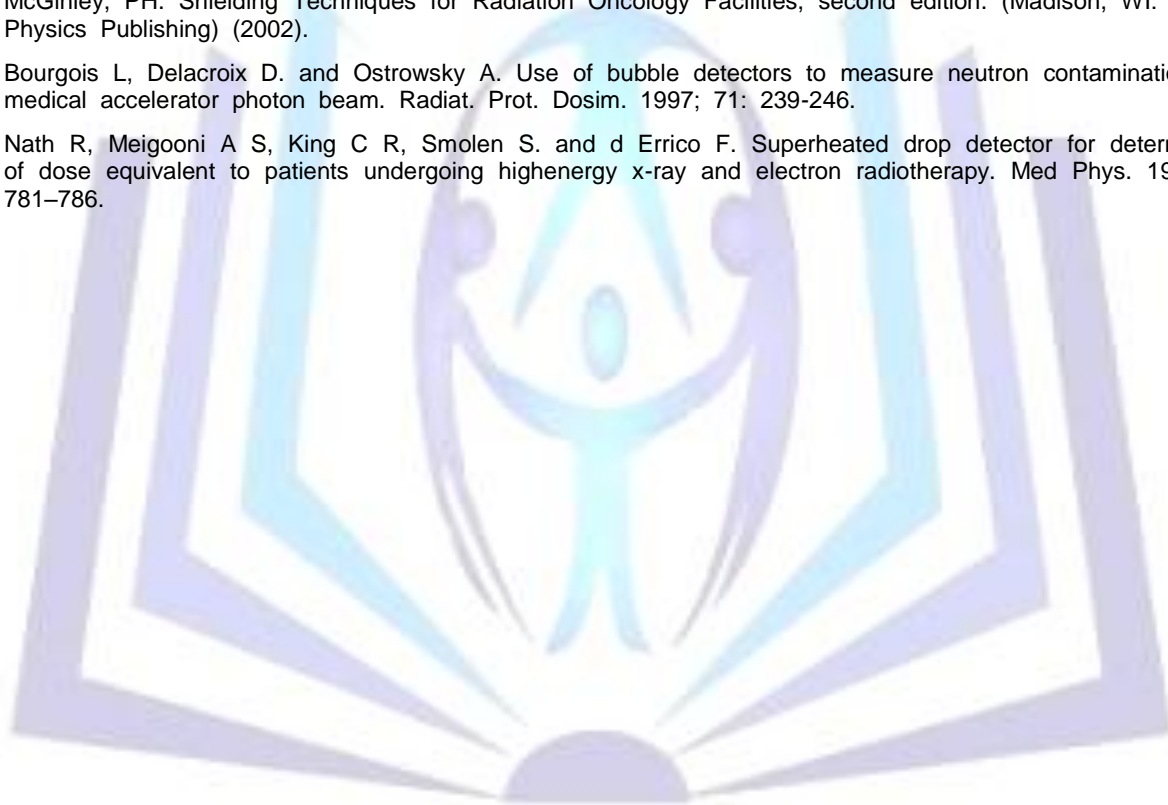 McGinley, PH. Shielding Techniques for Radiation Oncology Facilities, second edition. (Madison, WI.
Physics Publishing) (2002).
Bourgois L, Delacroix D. and Ostrowsky A. Use of bubble detectors to measure neutron contaminati
medical accelerator photon beam. Radiat. Prot. Dosim. 1997; 71: 239-246.
Nath R, Meigooni A S, King C R, Smolen S. and d Errico F. Superheated drop detector for deter
of dose equivalent to patients undergoing highenergy x-ray and electron radiotherapy. Med Phys. 19
781–786.